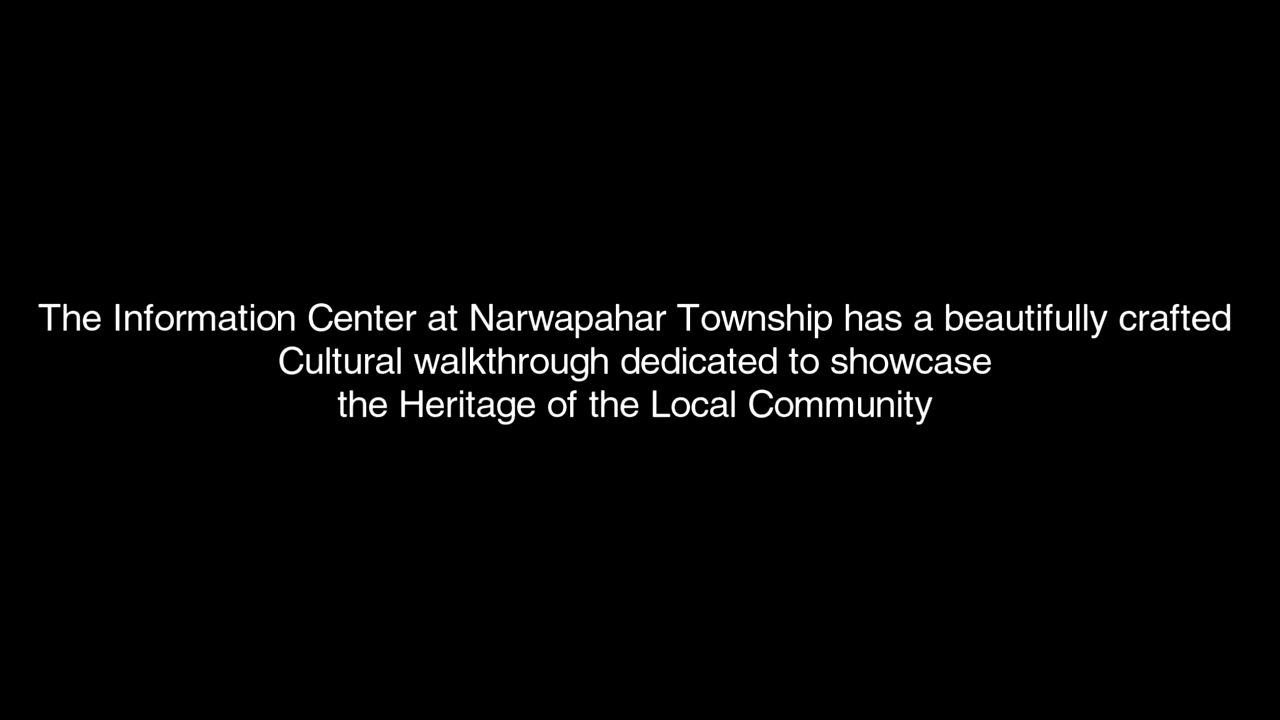 The Information Center at Narwapahar Township has a beautifully crafted
Cultural walkthrough dedicated to showcase
the Heritage of the Local Community